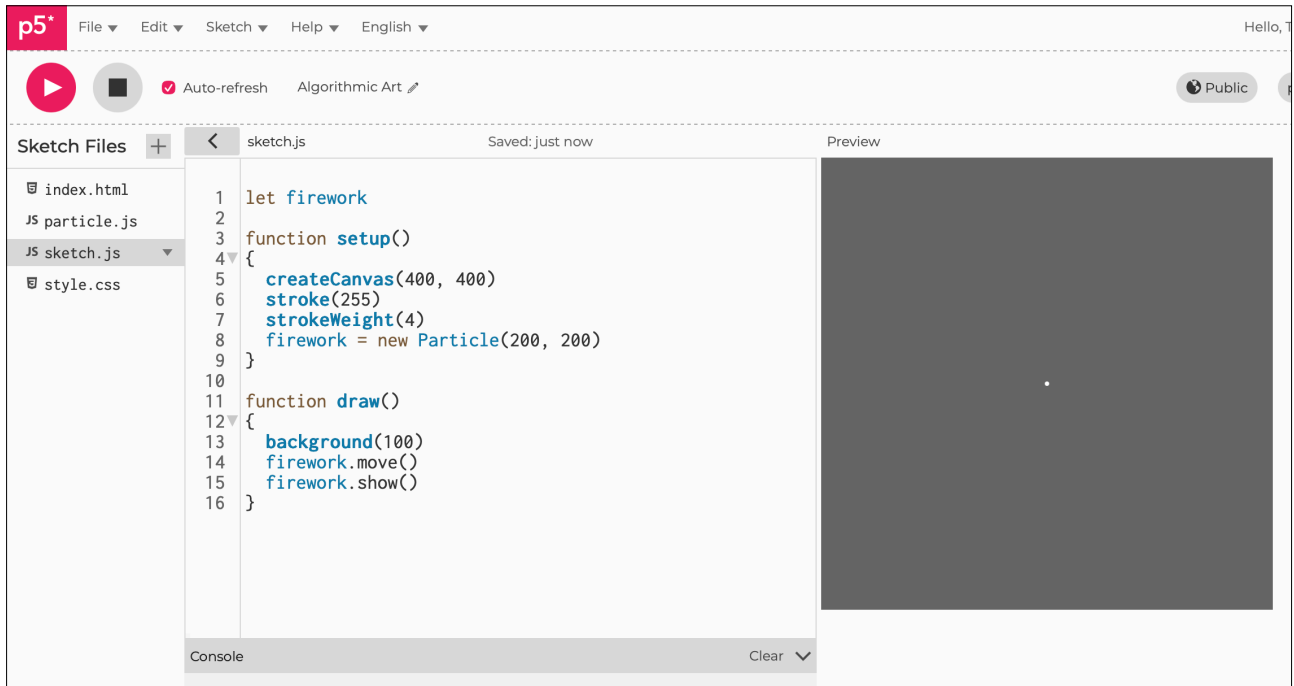 p5* File Edit Sketch Help English Hello, T
Auto-refresh Algorithmic Art Public
Sketch Files + sketch.js Saved: just now Preview
index.html
JS particle.js
JS sketch.js
style.css
1 let firework
2
3 function setup()
4 {
5 createCanvas(400, 400)
6 stroke(255)
7 strokeWeight(4)
8 firework = new Particle(200, 200)
9 }
10
11 function draw()
12 {
13 background(100)
14 firework.move()
15 firework.show()
16 }
Console Clear